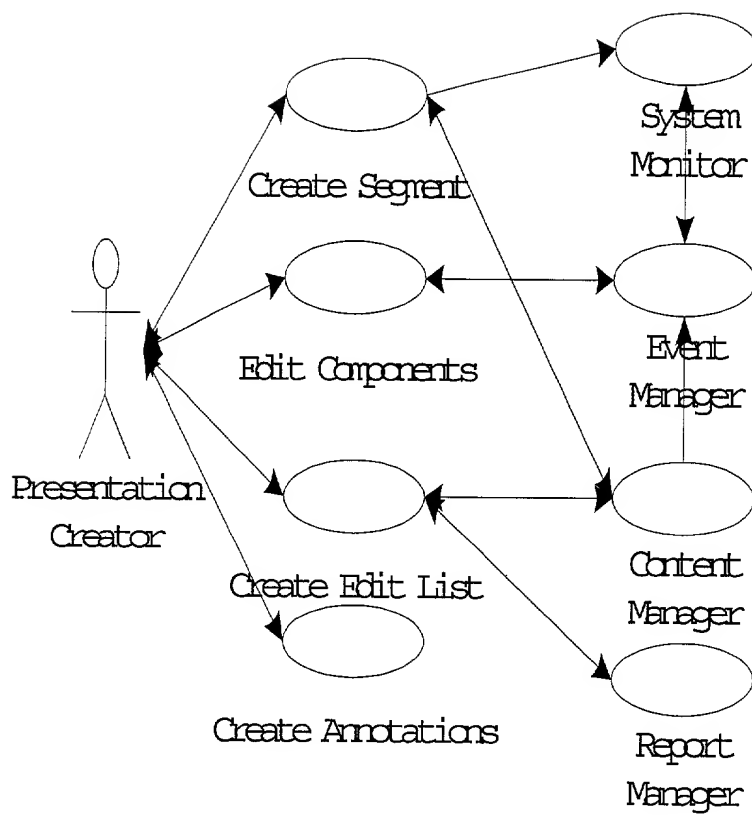 System
Monitor
Create Segment
Event
Manager
Edit Components
Presentation
Creator
Content
Manager
Create Edit List
Create Annotations
Report
Manager